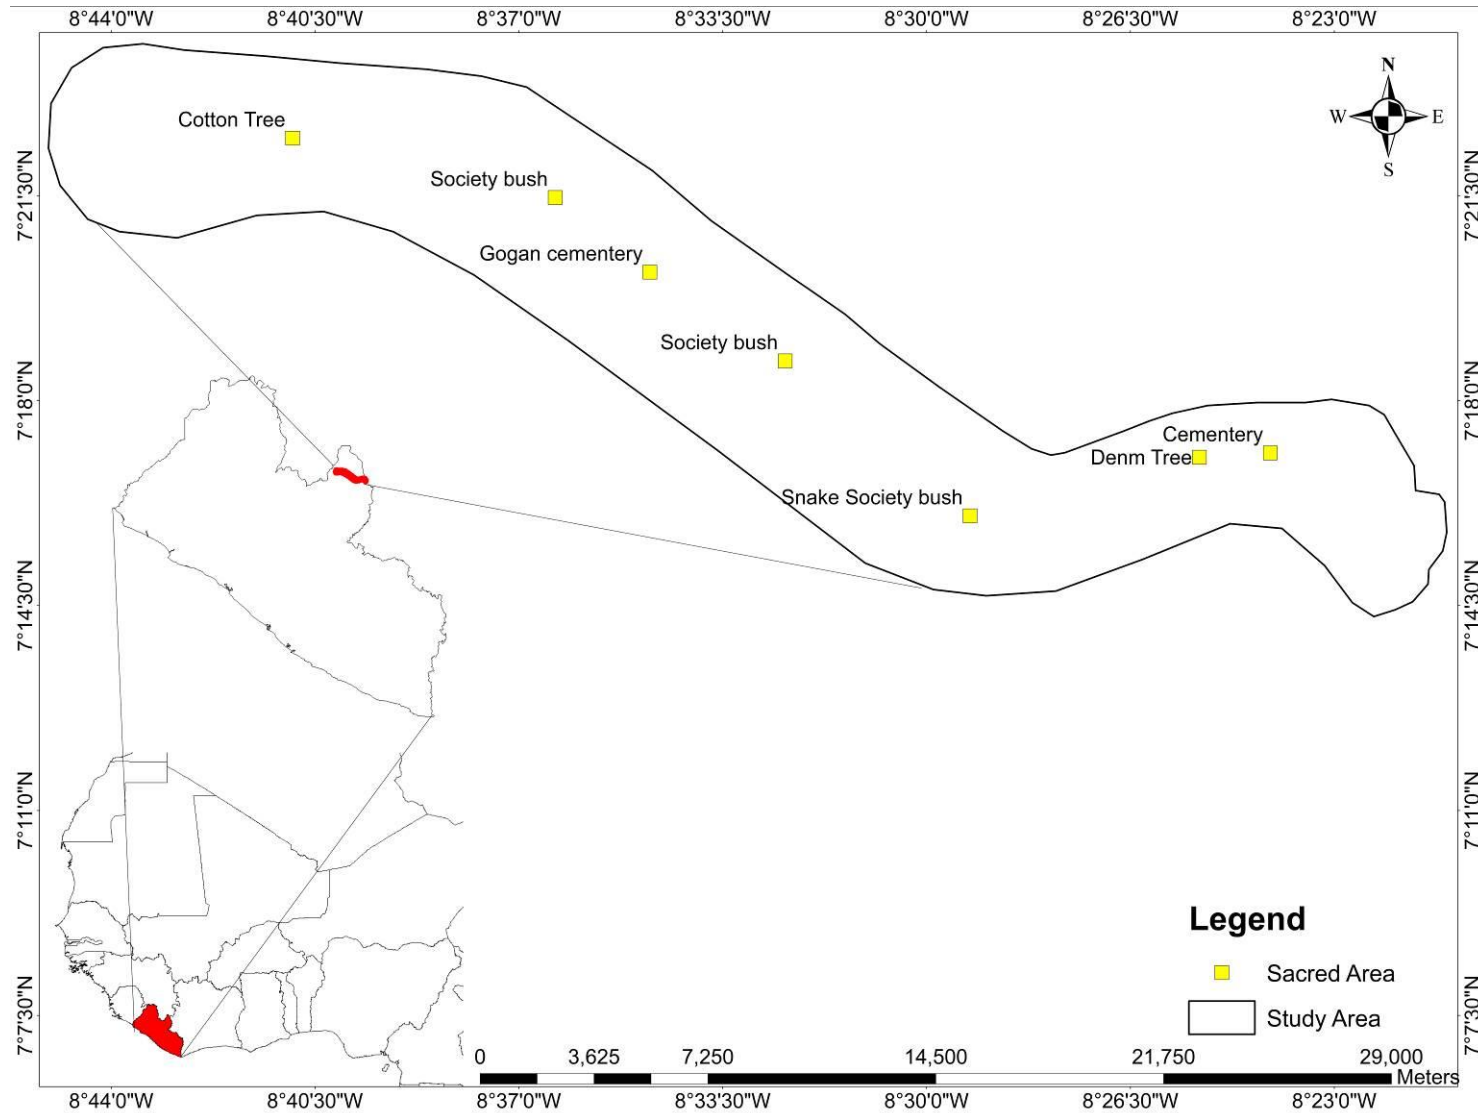 8°44'0"W 8°40'30"W 8°37'0"W 8°33'30"W 8°30'0"W 8°26'30"W 8°23'0"W
N
W E
S
Cotton Tree
Society bush
7°21'30"N 7°21'30"N
Gogan cementery
Society bush
7°18'0"N 7°18'0"N
Cementery
Denm Tree
Snake Society bush
7°14'30"N 7°14'30"N
7°11'0"N 7°11'0"N
Legend
Sacred Area
Study Area
7°7'30"N 7°7'30"N
0 3,625 7,250 14,500 21,750 29,000
Meters
8°44'0"W 8°40'30"W 8°37'0"W 8°33'30"W 8°30'0"W 8°26'30"W 8°23'0"W